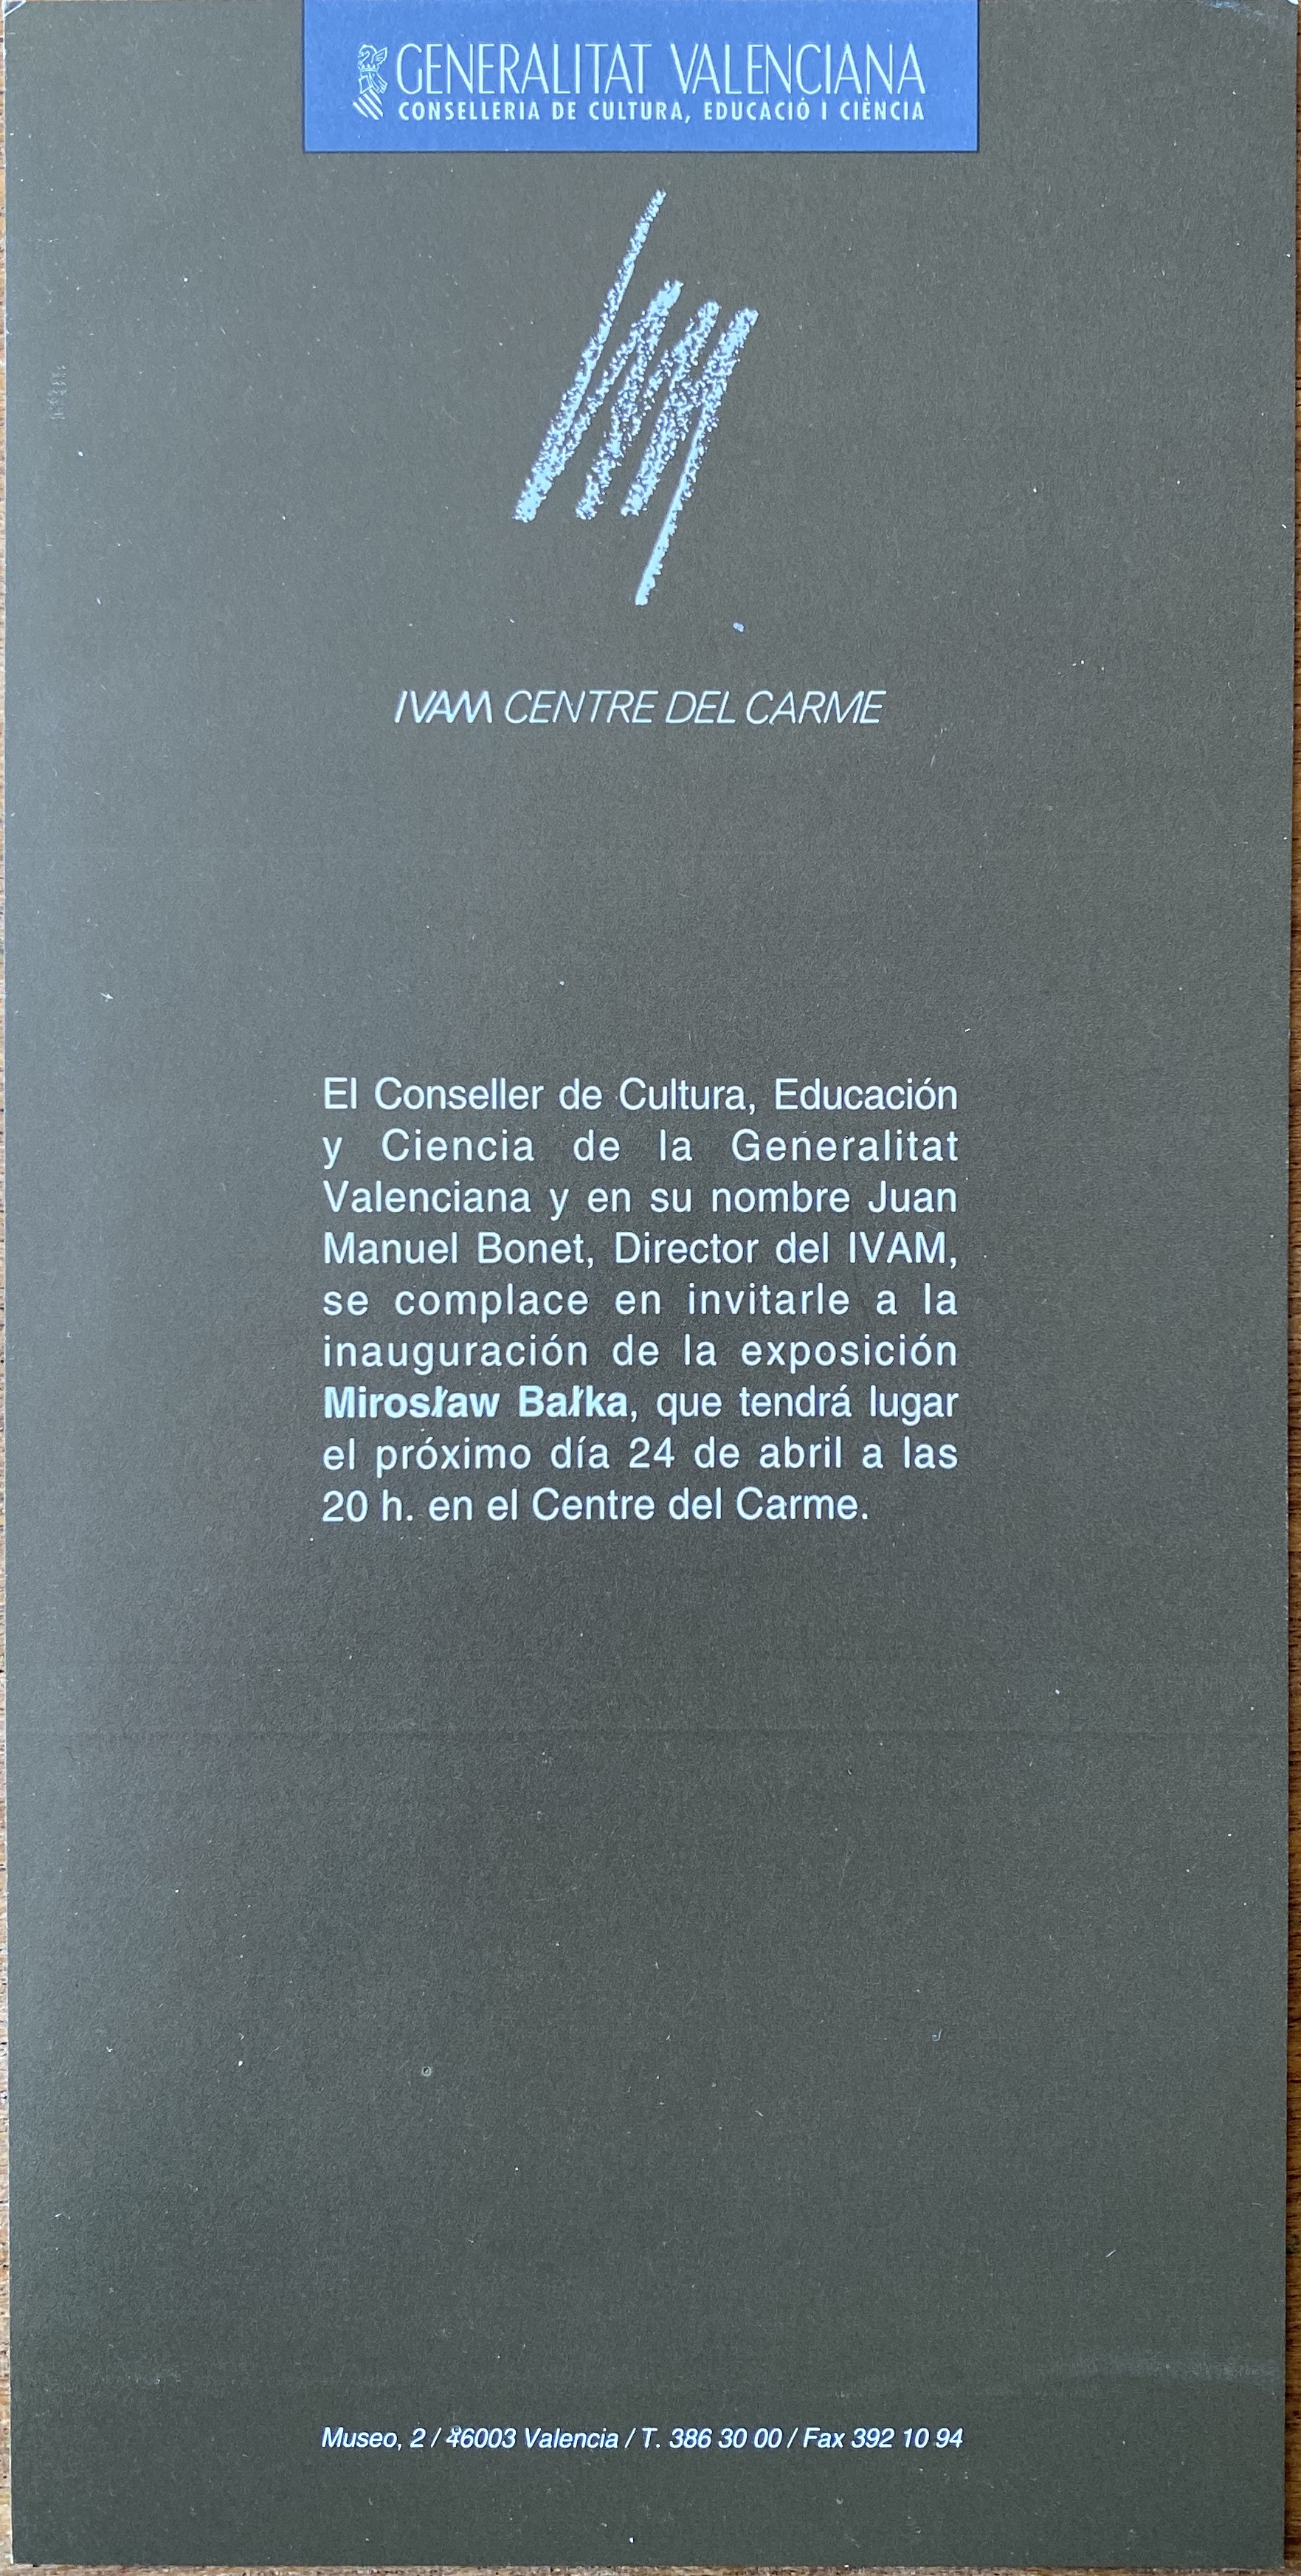 GENERALITAT VALENCIANA
CONSELLERIA DE CULTURA, EDUCACIÓ I CIÈNCIA
IVAM CENTRE DEL CARME
El Conseller de Cultura, Educación
y Ciencia de la Generalitat
Valenciana y en su nombre Juan
Manuel Bonet, Director del IVAM,
se complace en invitarle a la
inauguración de la exposición
Mirosław Bałka, que tendrá lugar
el próximo día 24 de abril a las
20 h. en el Centre del Carme.
Museo, 2 / 46003 Valencia / T. 386 30 00 / Fax 392 10 94